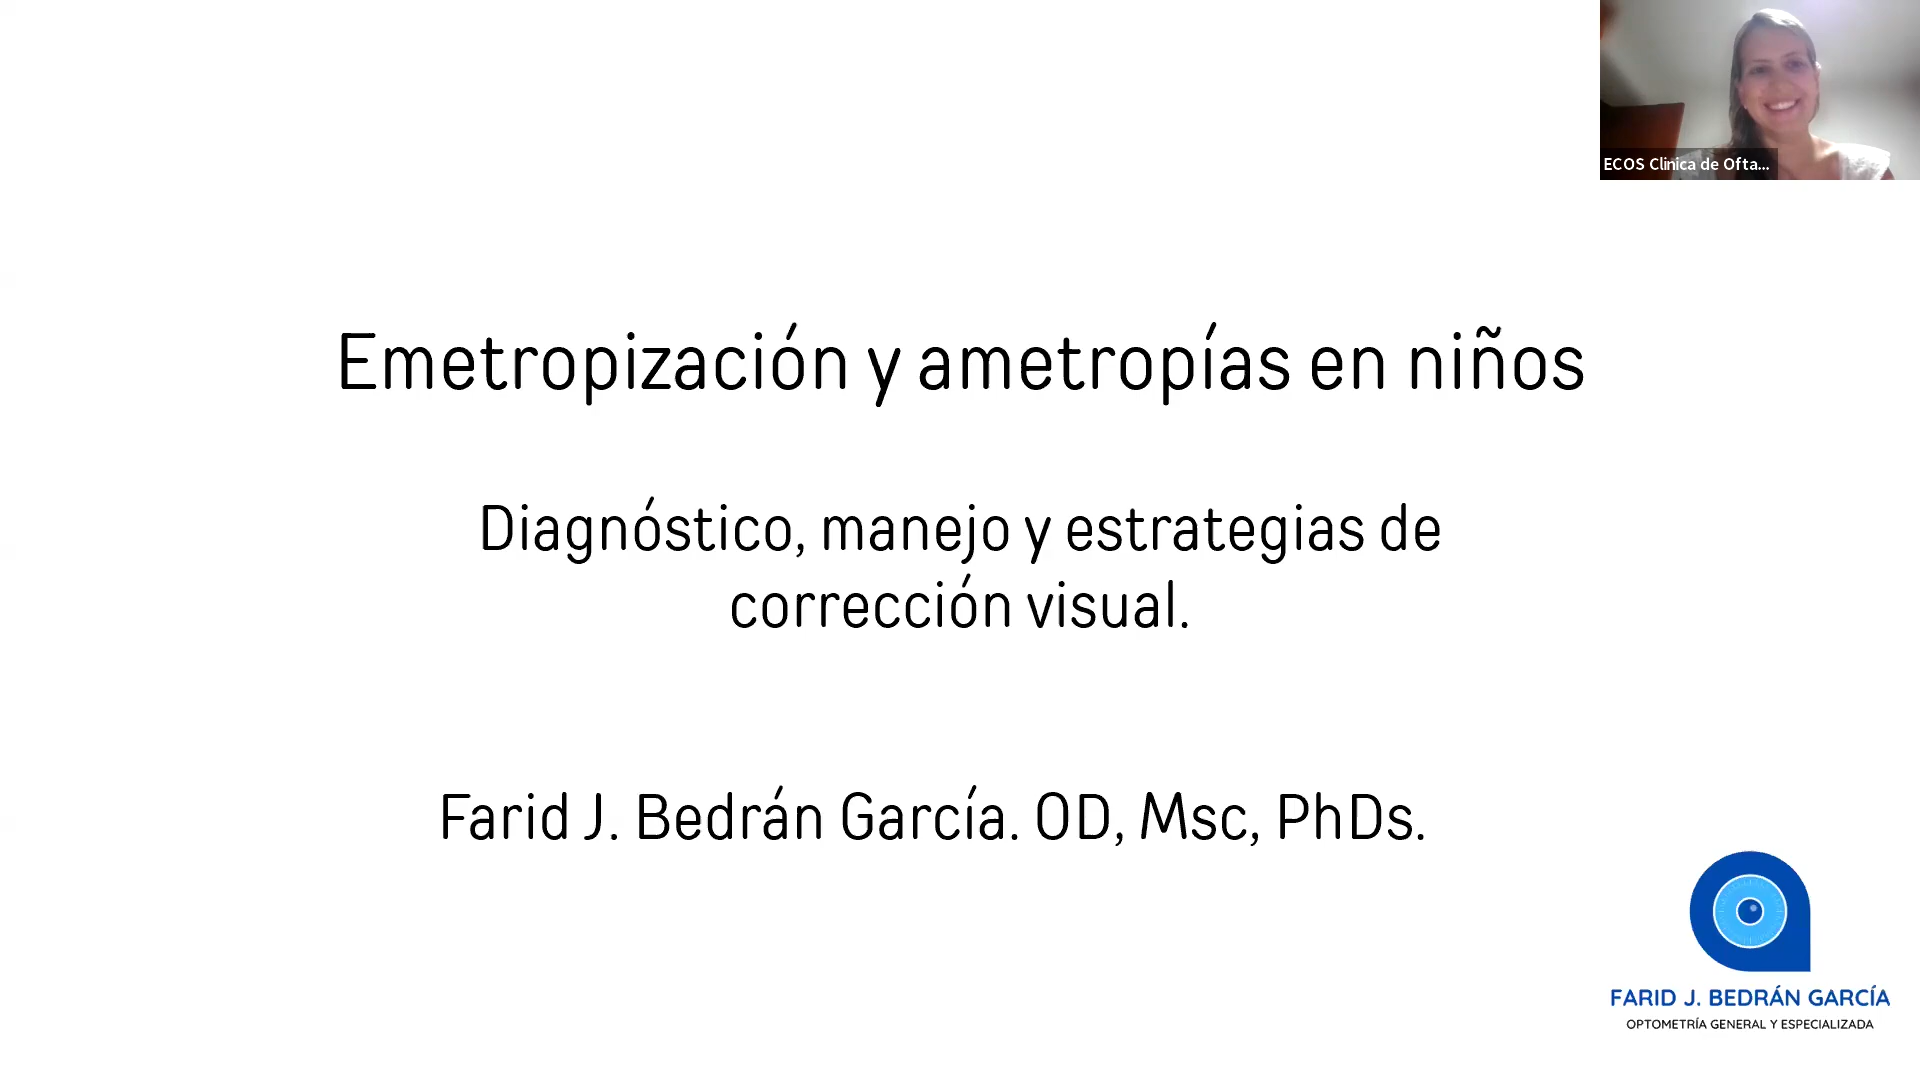 ECOS Clinica de Ofta...
Emetropización y ametropías en niños
Diagnóstico, manejo y estrategias de
corrección visual.
Farid J. Bedrán García. OD, Msc, PhDs.
FARID J. BEDRÁN GARCÍA
OPTOMETRÍA GENERAL Y ESPECIALIZADA